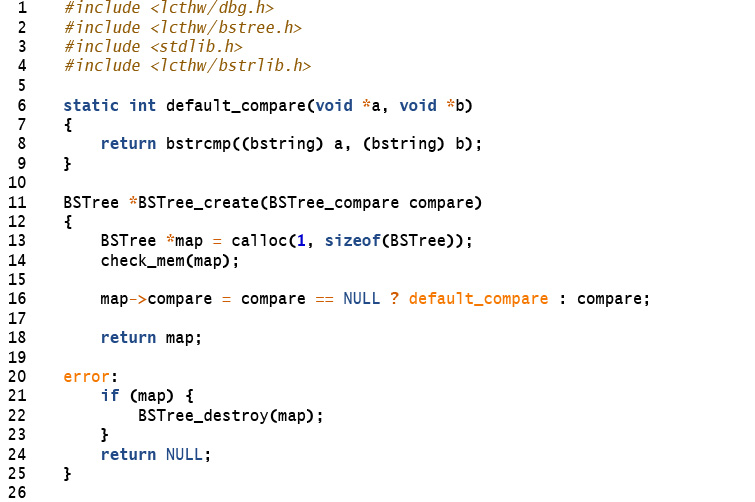 1 #include <lcthw/dbg.h>
2 #include <lcthw/bstree.h>
3 #include <stdlib.h>
4 #include <lcthw/bstrlib.h>
5
6 static int default_compare(void *a, void *b)
7 {
8     return bstrcmp((bstring) a, (bstring) b);
9 }
10
11 BSTree *BSTree_create(BSTree_compare compare)
12 {
13     BSTree *map = calloc(1, sizeof(BSTree));
14     check_mem(map);
15
16     map->compare = compare == NULL ? default_compare : compare;
17
18     return map;
19
20 error:
21     if (map) {
22         BSTree_destroy(map);
23     }
24     return NULL;
25 }
26